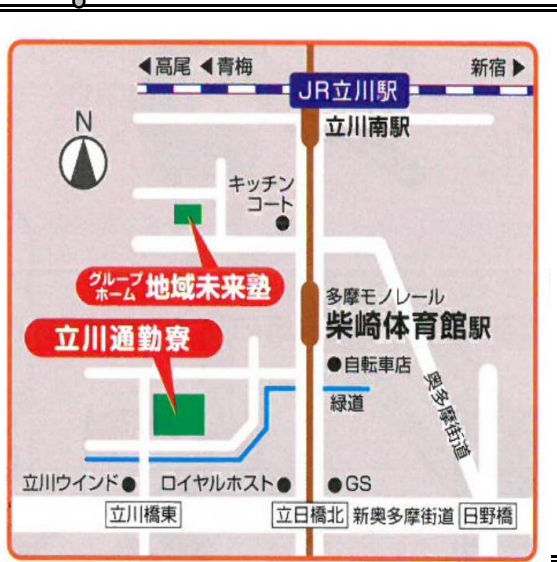 ◀高尾 ◀青梅
新宿▶
JR立川駅
N
立川南駅
キッチン
コート
グループ
ホーム 地域未来塾
多摩モノレール
柴崎体育館駅
立川通勤寮
自転車店
緑道
奥多摩街道
立川ウインド
ロイヤルホスト
GS
立川橋東
立日橋北
新奥多摩街道
日野橋